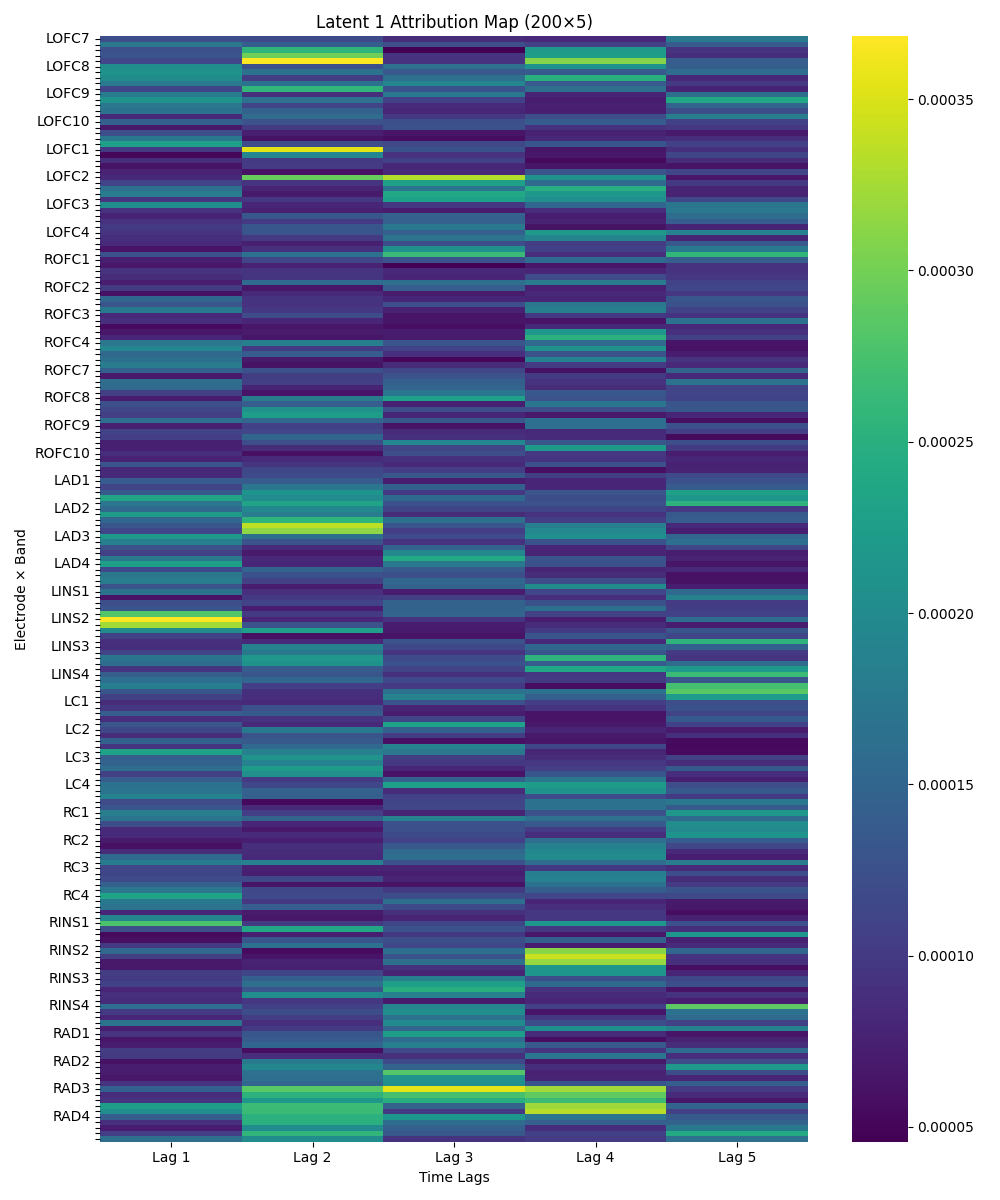 Latent 1 Attribution Map (200×5)
LOFC7
LOFC8
LOFC9
LOFC10
LOFC1
LOFC2
LOFC3
LOFC4
ROFC1
ROFC2
ROFC3
ROFC4
ROFC7
ROFC8
ROFC9
ROFC10
LAD1
LAD2
LAD3
LAD4
LINS1
LINS2
LINS3
LINS4
LC1
LC2
LC3
LC4
RC1
RC2
RC3
RC4
RINS1
RINS2
RINS3
RINS4
RAD1
RAD2
RAD3
RAD4
Electrode × Band
Lag 1 Lag 2 Lag 3 Lag 4 Lag 5
Time Lags
0.00035
0.00030
0.00025
0.00020
0.00015
0.00010
0.00005